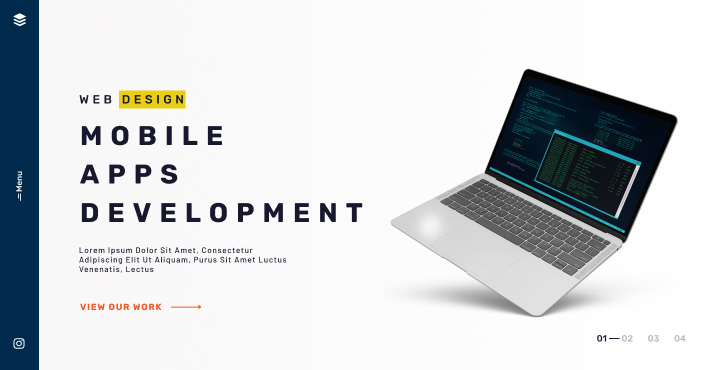 WEB DESIGN
MOBILE
APPS
DEVELOPMENT
Lorem Ipsum Dolor Sit Amet, Consectetur
Adipiscing Elit Ut Aliquam, Purus Sit Amet Luctus
Venenatis, Lectus
VIEW OUR WORK
Menu
01 02 03 04